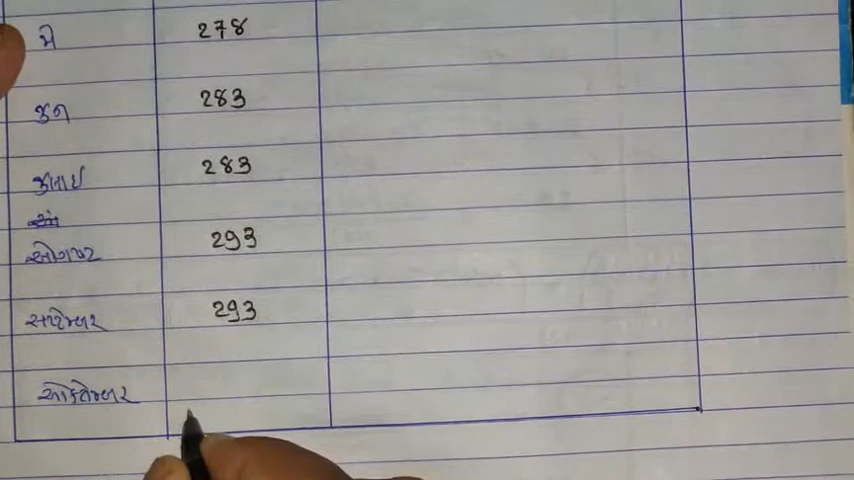 મે 278
જુન 283
જુલાઈ 283
ઓગષ્ટ 293
સપ્ટેમ્બર 293
ઓક્ટેમ્બર